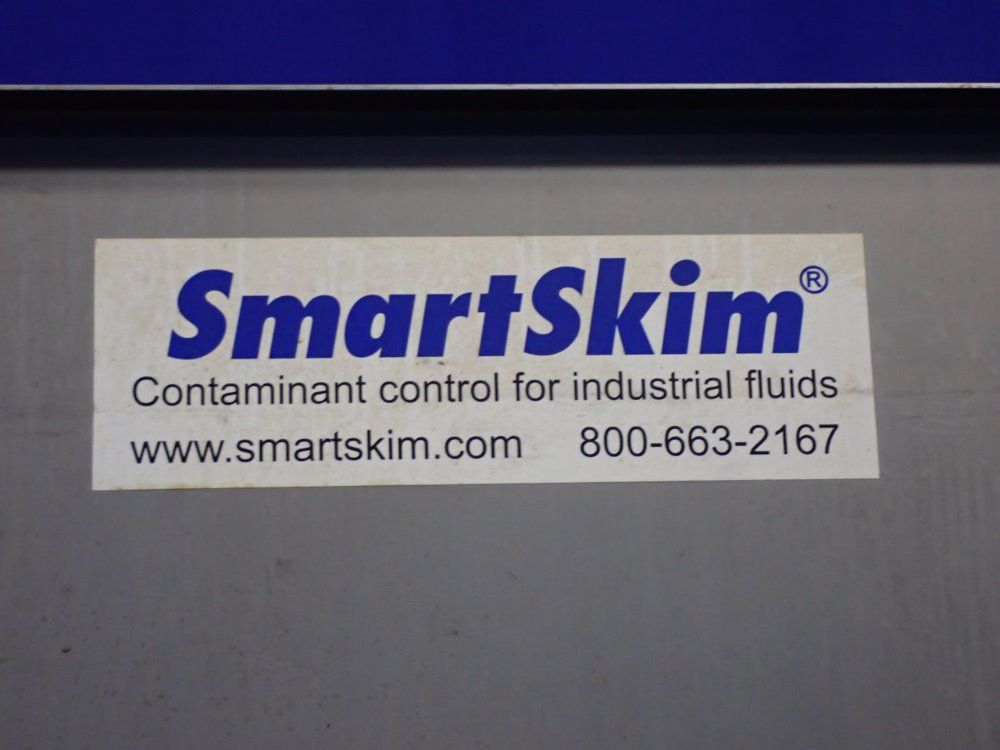 SmartSkim®
Contaminant control for industrial fluids
www.smartskim.com 800-663-2167